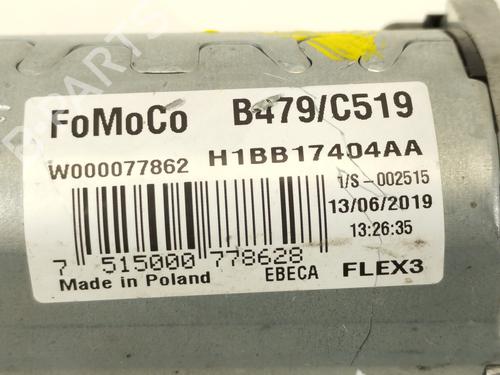 FoMoCo B479/C519
W000077862 H1BB17404AA
1/S-002515
13/06/2019
13:26:35
7 515000 778628
EBECA FLEX3
Made in Poland
B-PARTS